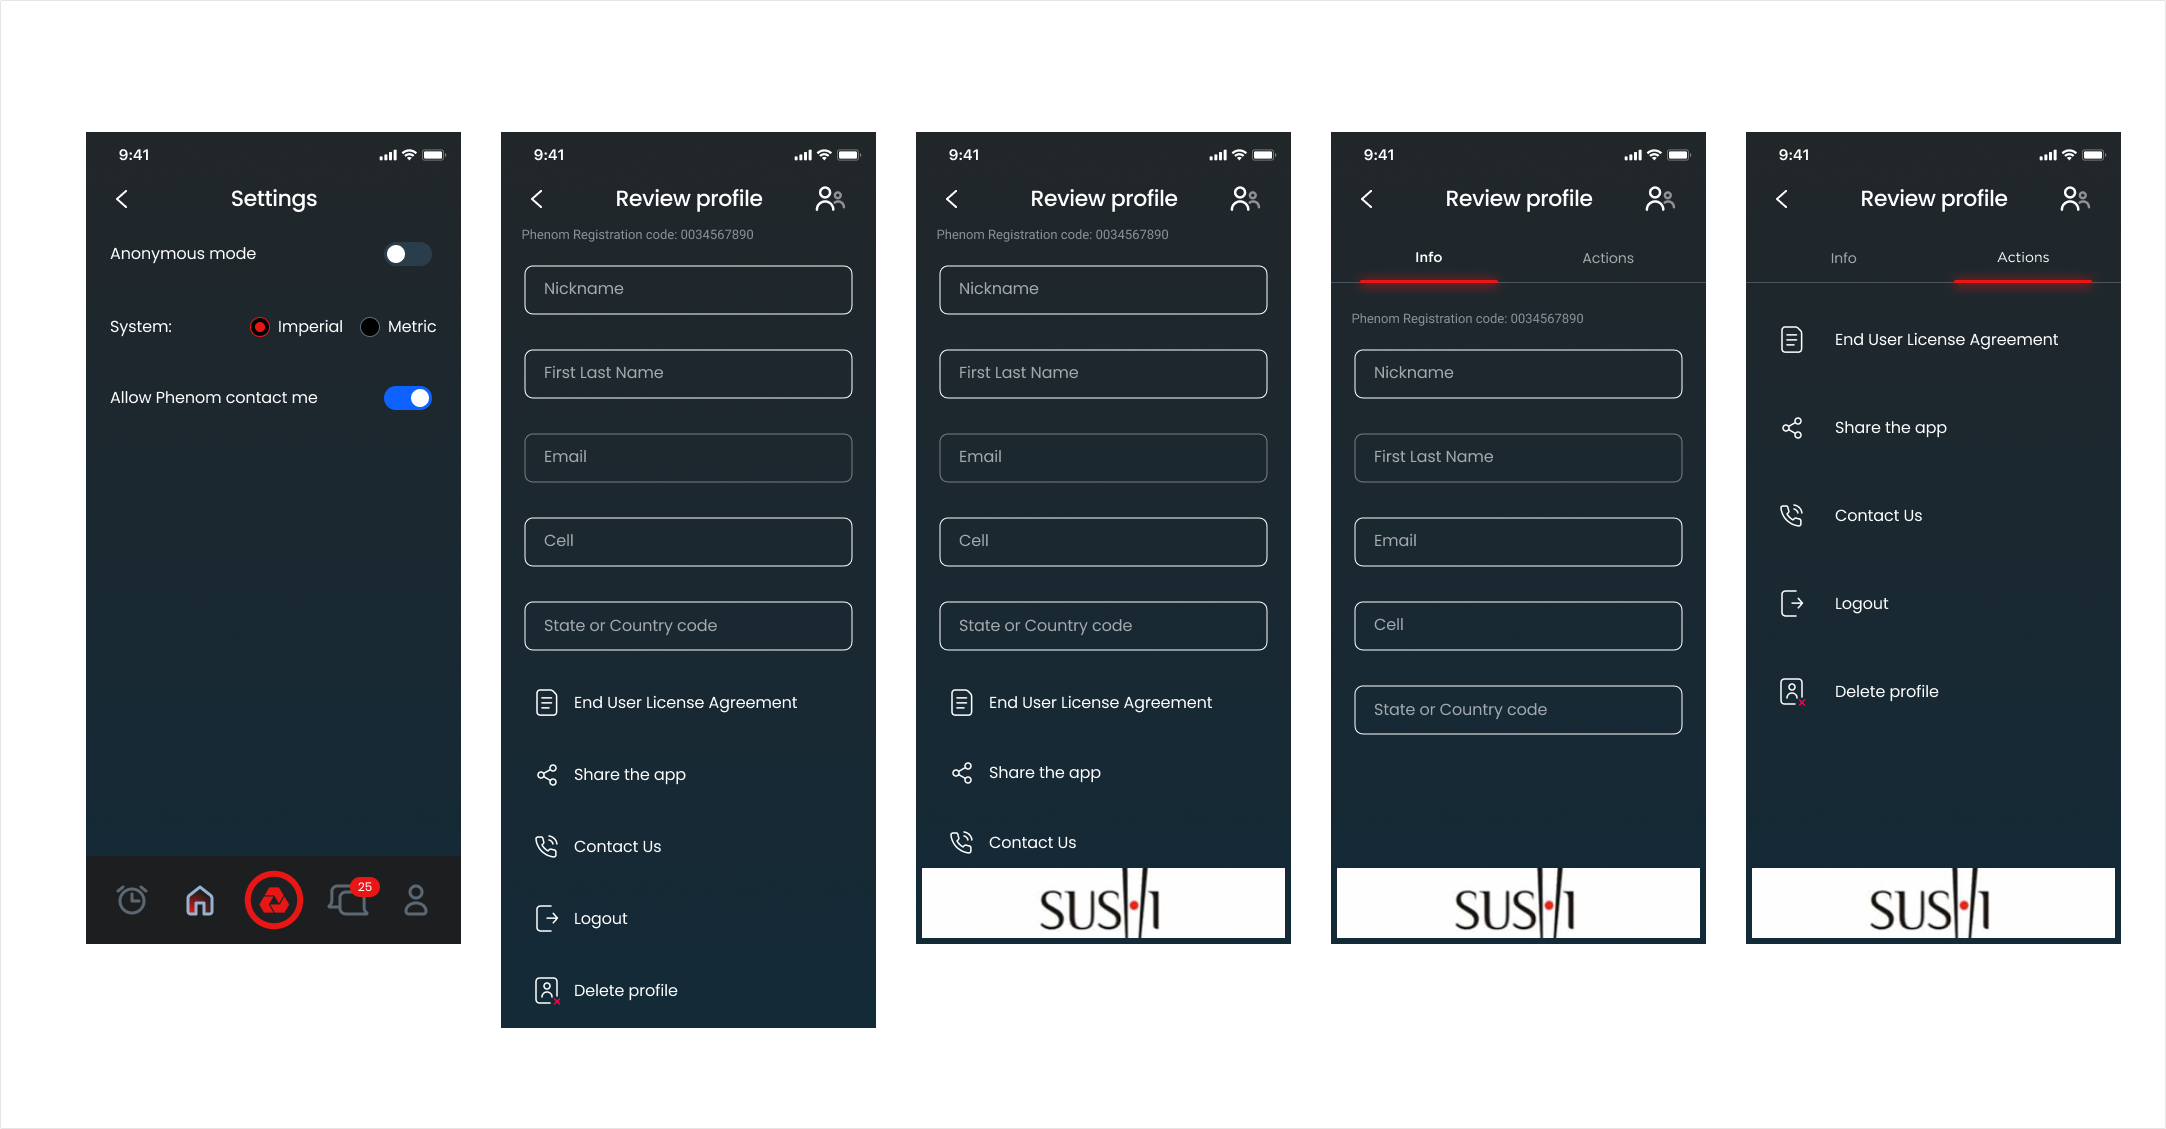 9:41
Settings
Anonymous mode
System:
Imperial
Metric
Allow Phenom contact me
25
9:41
Review profile
Phenom Registration code: 0034567890
Nickname
First Last Name
Email
Cell
State or Country code
End User License Agreement
Share the app
Contact Us
Logout
Delete profile
9:41
Review profile
Phenom Registration code: 0034567890
Nickname
First Last Name
Email
Cell
State or Country code
End User License Agreement
Share the app
Contact Us
SUSHI
9:41
Review profile
Info
Actions
Phenom Registration code: 0034567890
Nickname
First Last Name
Email
Cell
State or Country code
SUSHI
9:41
Review profile
Info
Actions
End User License Agreement
Share the app
Contact Us
Logout
Delete profile
SUSHI